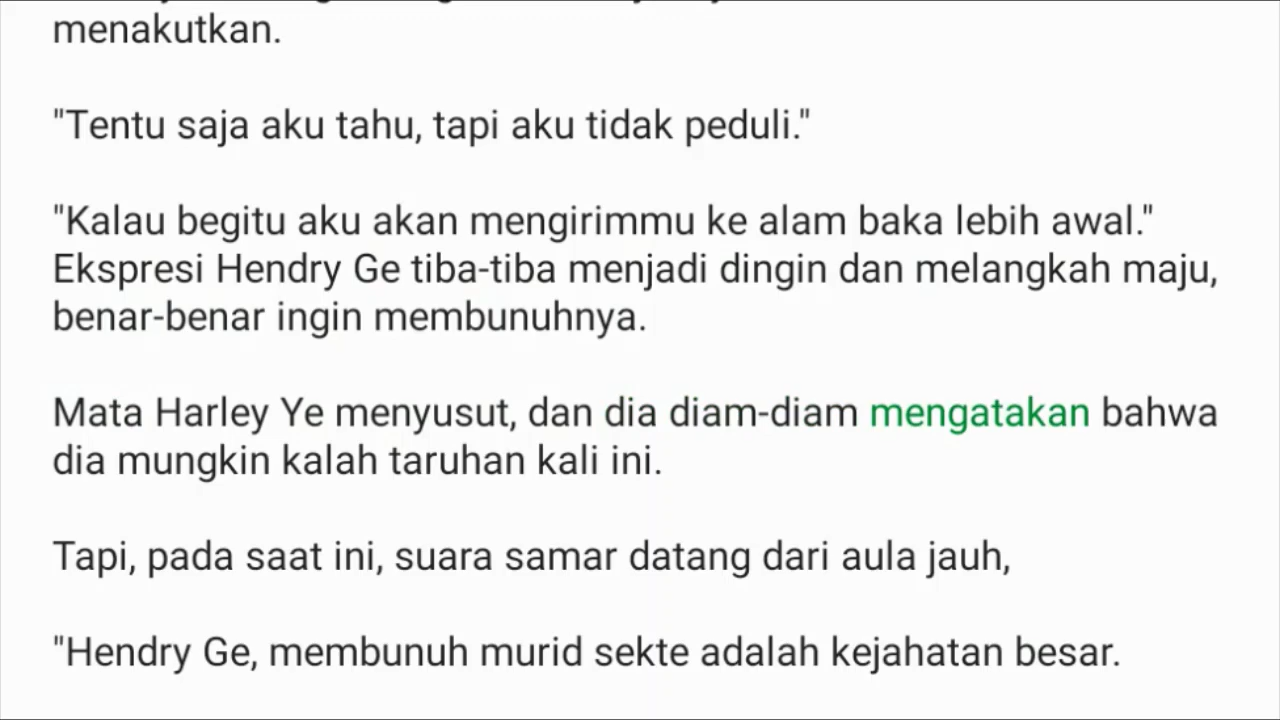 menakutkan.
"Tentu saja aku tahu, tapi aku tidak peduli."
"Kalau begitu aku akan mengirimmu ke alam baka lebih awal."
Ekspresi Hendry Ge tiba-tiba menjadi dingin dan melangkah maju,
benar-benar ingin membunuhnya.
Mata Harley Ye menyusut, dan dia diam-diam mengatakan bahwa
dia mungkin kalah taruhan kali ini.
Tapi, pada saat ini, suara samar datang dari aula jauh,
"Hendry Ge, membunuh murid sekte adalah kejahatan besar.